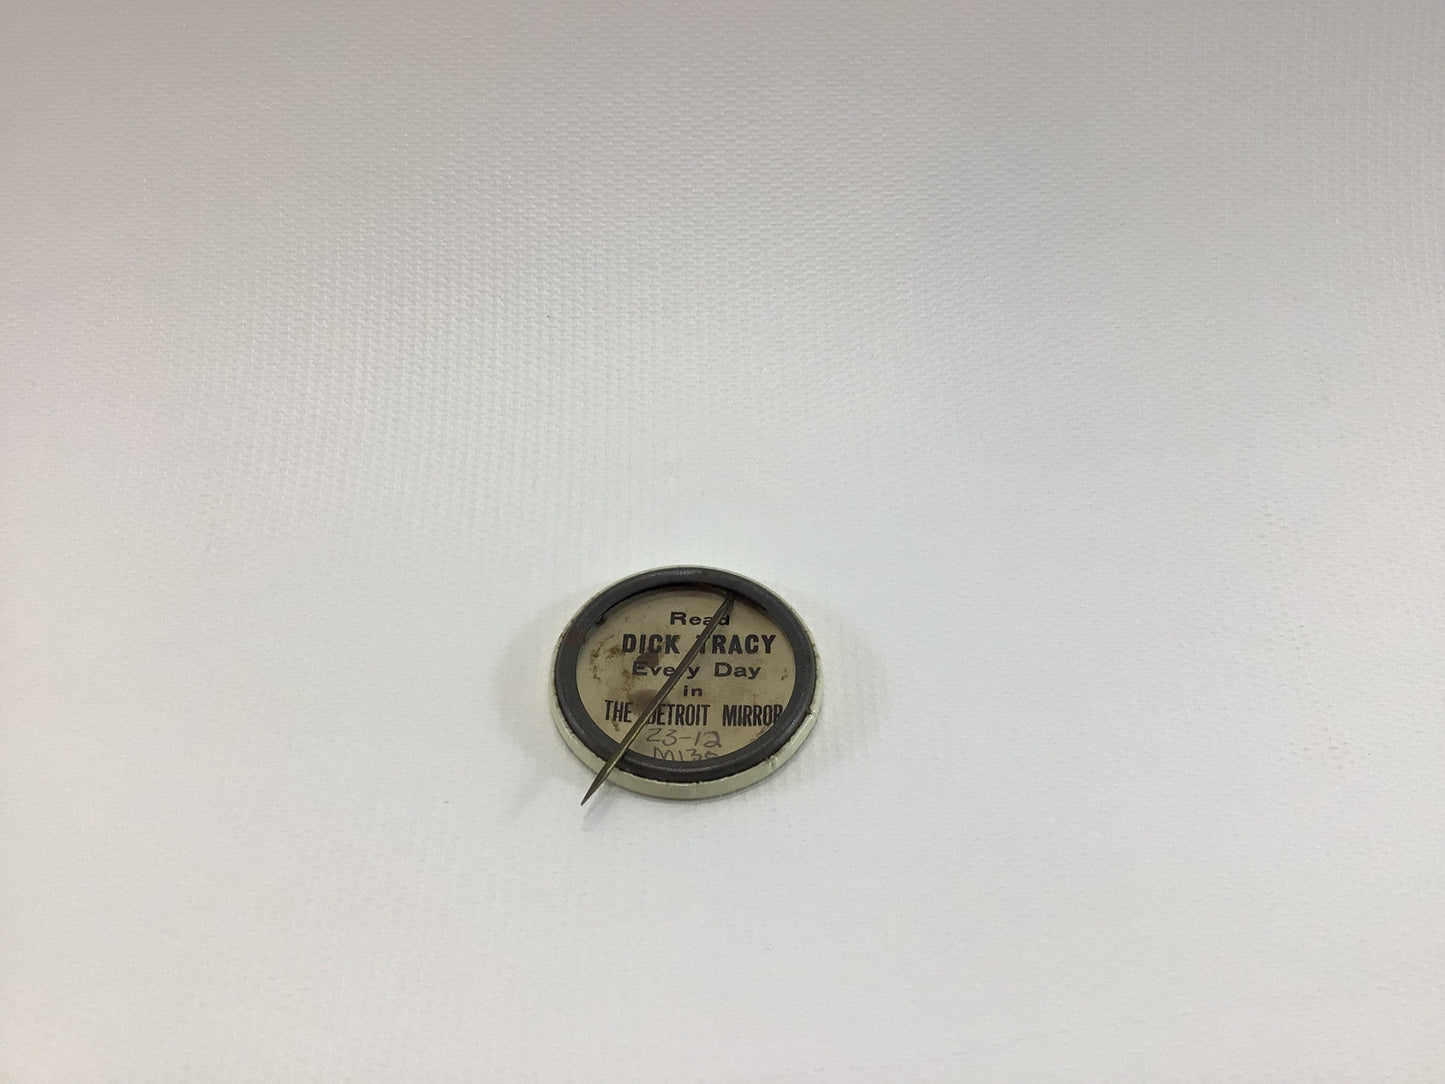 Read
DICK TRACY
Every Day
in
THE DETROIT MIRROR
23-12